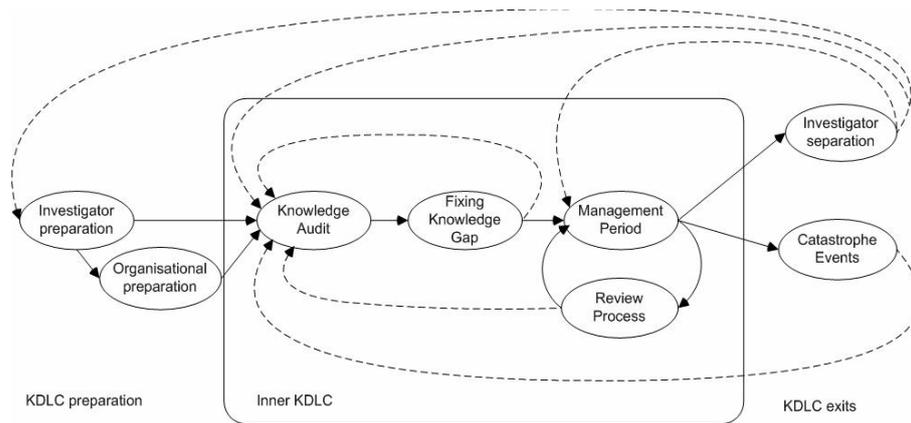 Investigator
preparation
Organisational
preparation
Knowledge
Audit
Fixing
Knowledge
Gap
Management
Period
Review
Process
Investigator
separation
Catastrophe
Events
KDLC preparation
Inner KDLC
KDLC exits